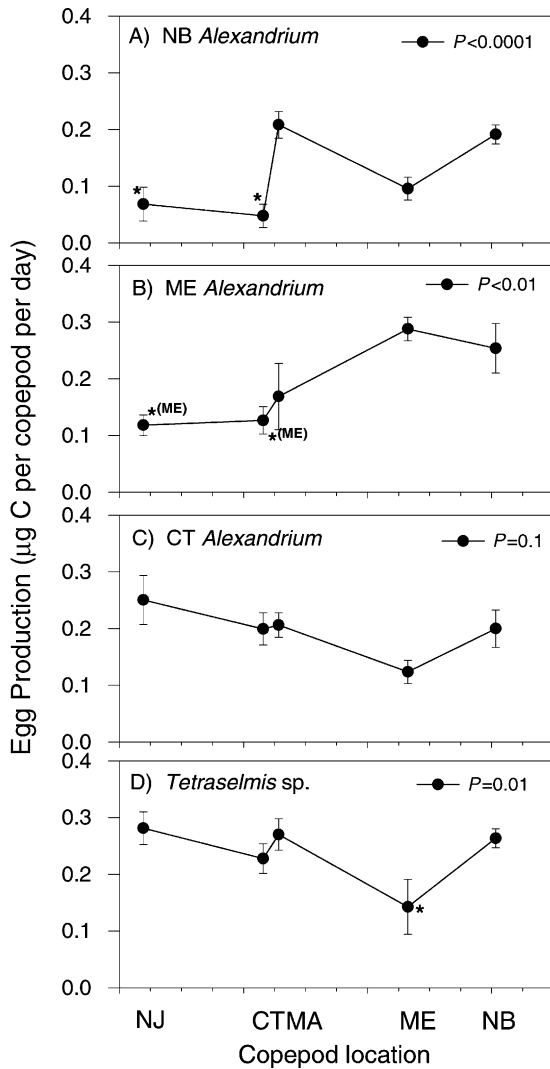 Egg Production (µg C per copepod per day)
0.4
A) NB Alexandrium
P<0.0001
0.3
0.2
*
*
0.1
0.0
0.4
B) ME Alexandrium
P<0.01
0.3
0.2
*(ME)
*(ME)
0.1
0.0
0.4
C) CT Alexandrium
P=0.1
0.3
0.2
0.1
0.0
0.4
D) Tetraselmis sp.
P=0.01
0.3
0.2
*
0.1
0.0
NJ CTMA ME NB
Copepod location